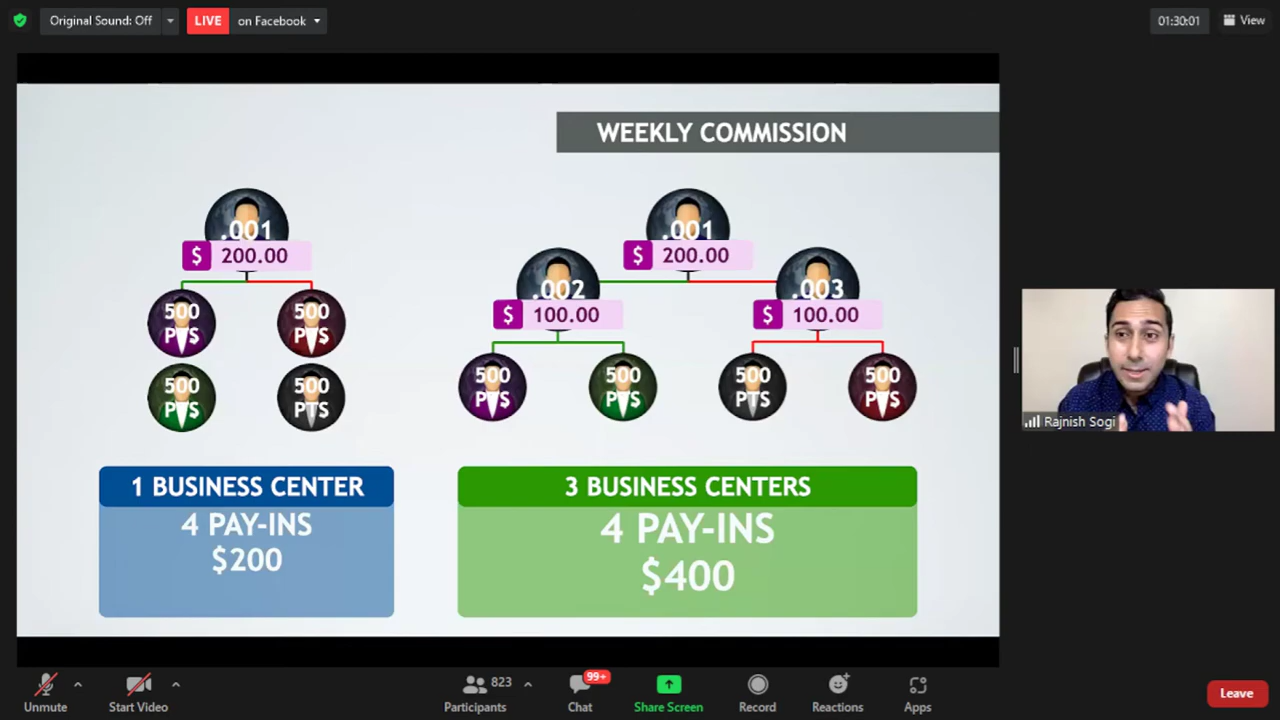 Original Sound: Off
LIVE
on Facebook
01:30:01
View
WEEKLY COMMISSION
.001
$ 200.00
500
PTS
500
PTS
500
PTS
500
PTS
.001
$ 200.00
.002
$ 100.00
.003
$ 100.00
500
PTS
500
PTS
500
PTS
500
PTS
1 BUSINESS CENTER
4 PAY-INS
$200
3 BUSINESS CENTERS
4 PAY-INS
$400
Rajnish Sogi
Unmute
Start Video
823
Participants
99+
Chat
Share Screen
Record
Reactions
Apps
Leave